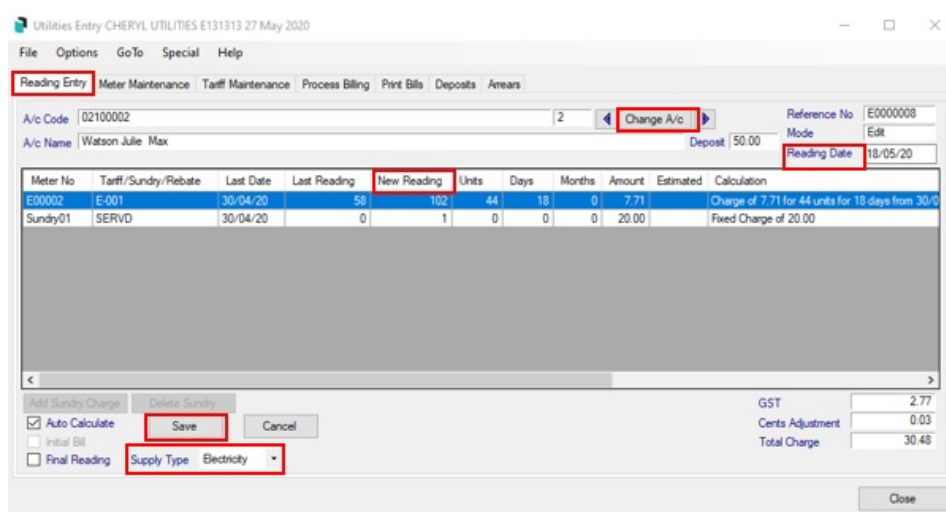 Utilities Entry CHERYL UTILITIES E131313 27 May 2020
File Options GoTo Special Help
Reading Entry Meter Maintenance Tariff Maintenance Process Billing Print Bills Deposits Arrears
A/c Code 02100002 2 Change A/c Reference No E0000008
Mode Edit
A/c Name Watson Julie Max Deposit 50.00
Reading Date 18/05/20
Meter No Tariff/Sundry/Rebate Last Date Last Reading New Reading Units Days Months Amount Estimated Calculation
E00002 E-001 30/04/20 58 102 44 18 0 7.71 Charge of 7.71 for 44 units for 18 days from 30/0
Sundry01 SERVD 30/04/20 0 1 0 0 0 20.00 Fixed Charge of 20.00
Add Sundry Charge Delete Sundry GST 2.77
Auto Calculate Save Cancel Cents Adjustment 0.03
Initial Bill Total Charge 30.48
Final Reading Supply Type Electricity
Close